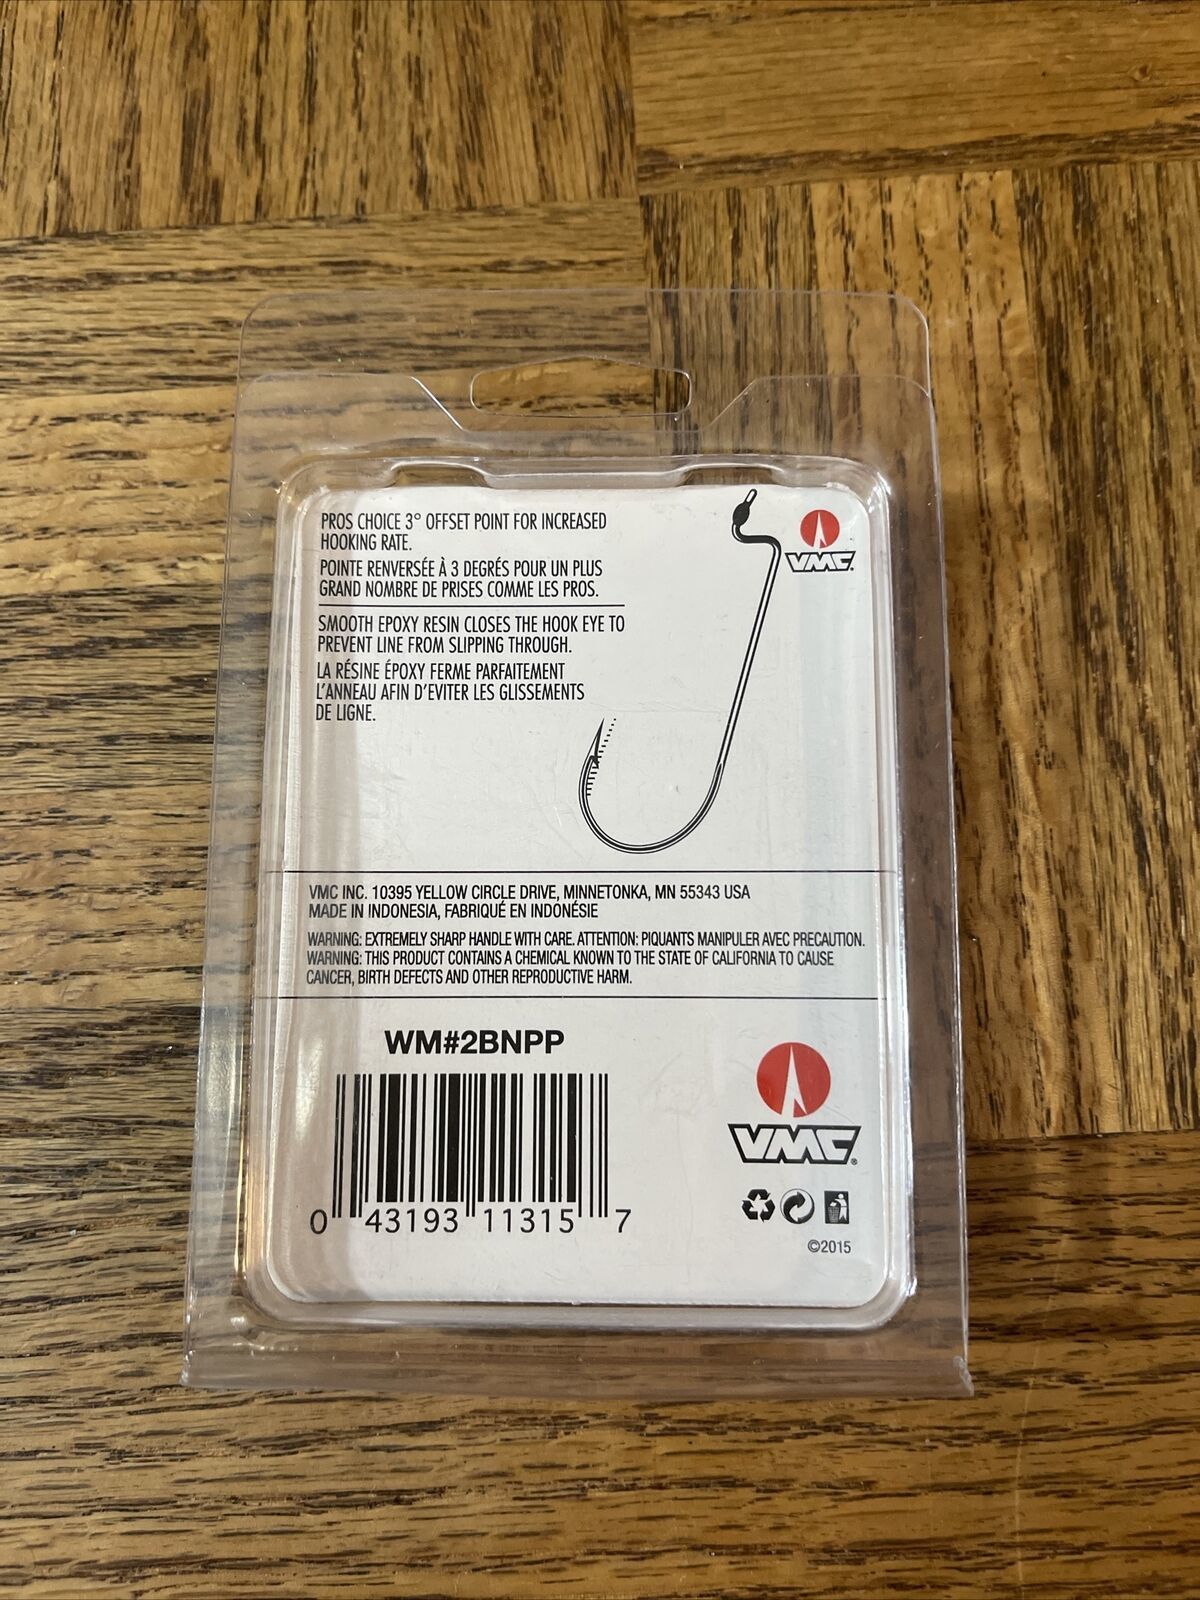 PROS CHOICE 3° OFFSET POINT FOR INCREASED
HOOKING RATE.
POINTE RENVERSÉE À 3 DEGRÉS POUR UN PLUS
GRAND NOMBRE DE PRISES COMME LES PROS.
SMOOTH EPOXY RESIN CLOSES THE HOOK EYE TO
PREVENT LINE FROM SLIPPING THROUGH.
LA RÉSINE ÉPOXY FERME PARFAITEMENT
L'ANNEAU AFIN D'EVITER LES GLISSEMENTS
DE LIGNE.
VMC®
VMC INC. 10395 YELLOW CIRCLE DRIVE, MINNETONKA, MN 55343 USA
MADE IN INDONESIA, FABRIQUÉ EN INDONÉSIE
WARNING: EXTREMELY SHARP HANDLE WITH CARE. ATTENTION: PIQUANTS MANIPULER AVEC PRECAUTION.
WARNING: THIS PRODUCT CONTAINS A CHEMICAL KNOWN TO THE STATE OF CALIFORNIA TO CAUSE
CANCER, BIRTH DEFECTS AND OTHER REPRODUCTIVE HARM.
WM#2BNPP
0 43193 11315 7
VMC®
©2015